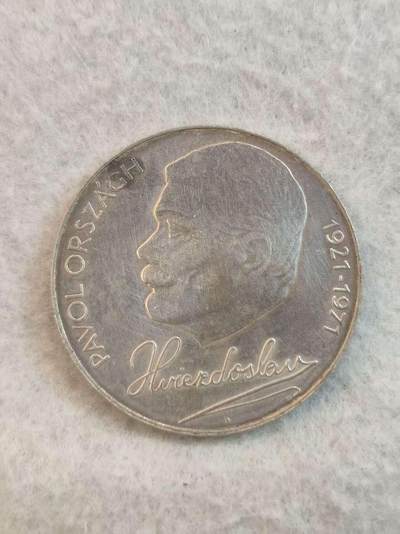 PAVOL ORSZÁGH
1921-1971
Hviezdoslav